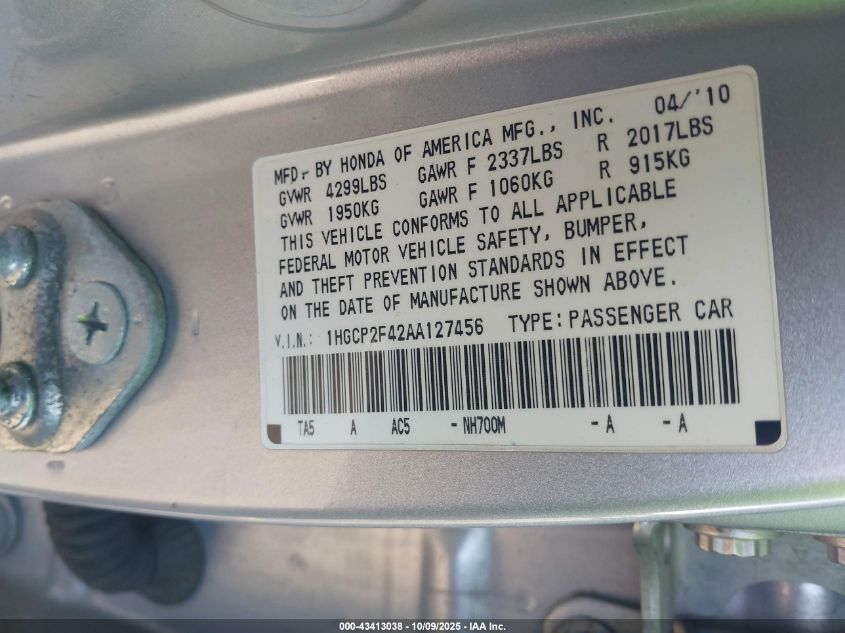 MFD. BY HONDA OF AMERICA MFG., INC. 04/'10
GVWR 4299LBS GAWR F 2337LBS R 2017LBS
GVWR 1950KG GAWR F 1060KG R 915KG
THIS VEHICLE CONFORMS TO ALL APPLICABLE
FEDERAL MOTOR VEHICLE SAFETY, BUMPER,
AND THEFT PREVENTION STANDARDS IN EFFECT
ON THE DATE OF MANUFACTURE SHOWN ABOVE.
V.I.N.: 1HGCP2F42AA127456 TYPE: PASSENGER CAR
TA5 A AC5 - NH700M - A - A
000-43413038 - 10/09/2025 - IAA Inc.